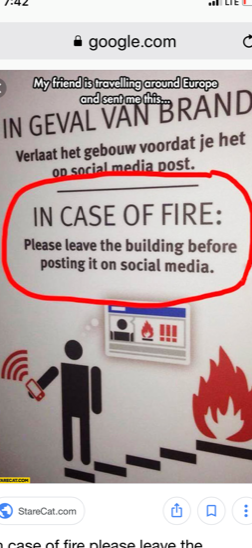 7:42
LTE
google.com
My friend is travelling around Europe
and sent me this...
IN GEVAL VAN BRAND
Verlaat het gebouw voordat je het
op social media post.
IN CASE OF FIRE:
Please leave the building before
posting it on social media.
!!!
STARECAT.COM
StareCat.com
n case of fire please leave the